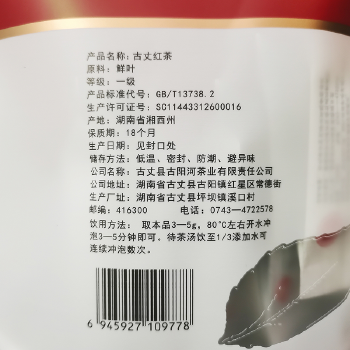 产品名称：古丈红茶
原料：鲜叶
等级：一级
产品标准代号：GB/T13738.2
生产许可证号：SC11443312600016
产地：湖南省湘西州
保质期：18个月
生产日期：见封口处
储存方法：低温、密封、防潮、避异味
公司名称：古丈县古阳河茶业有限责任公司
公司地址：湖南省古丈县古阳镇红星区常德街
生产地址：湖南省古丈县坪坝镇溪口村
邮编：416300 电话：0743—4722578
饮用方法：取本品3—5g，80℃左右开水冲
泡3—5分钟即可、待茶汤饮至1/3添加水可
连续冲泡数次。
6 945927 109778